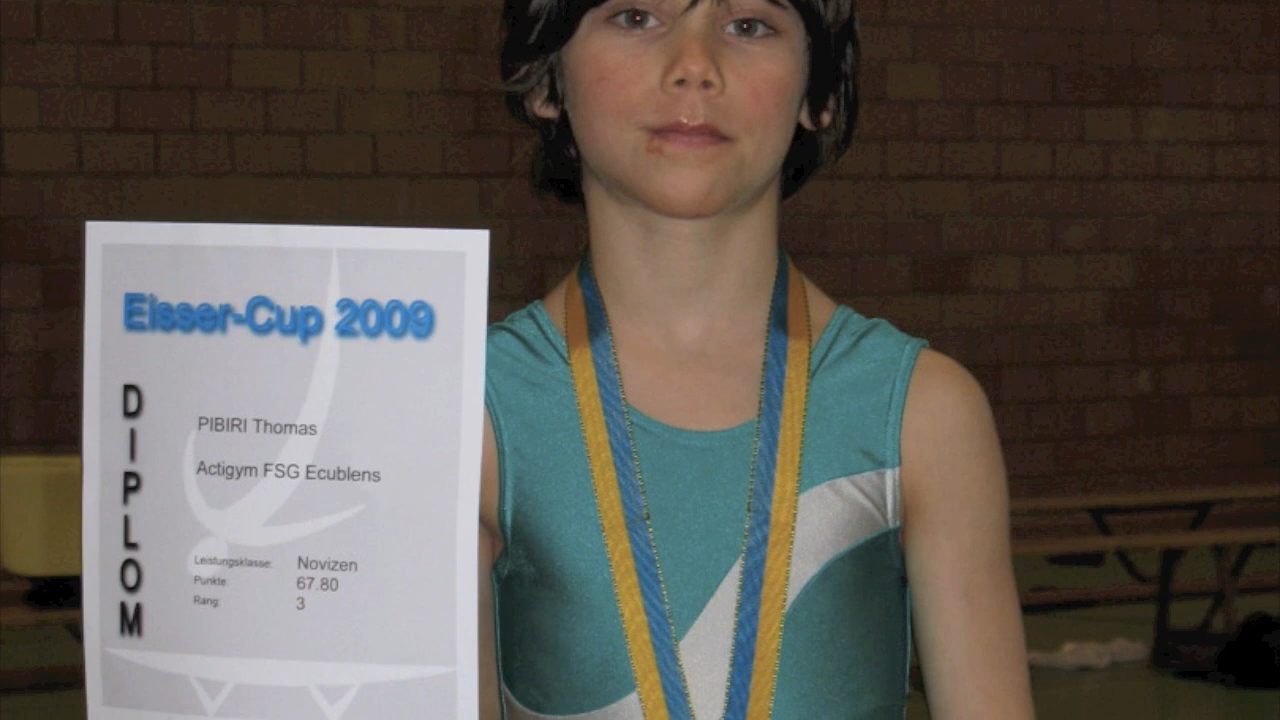 Eisser-Cup 2009
DIPLOM
PIBIRI Thomas
Actigym FSG Ecublens
Leistungsklasse: Novizen
Punkte: 67.80
Rang: 3